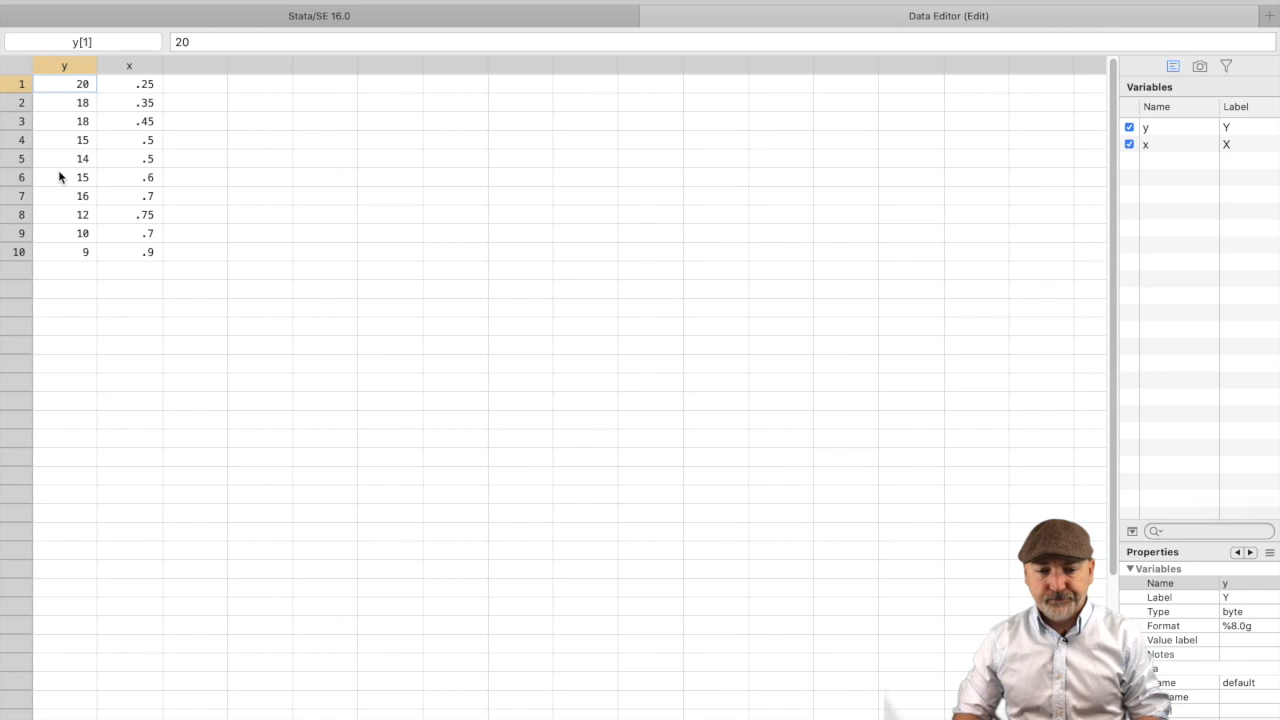 Stata/SE 16.0
Data Editor (Edit)
+
y[1]
20
y x
1 20 .25
2 18 .35
3 18 .45
4 15 .5
5 14 .5
6 15 .6
7 16 .7
8 12 .75
9 10 .7
10 9 .9
Variables
Name Label
y Y
x X
Properties
Variables
Name y
Label Y
Type byte
Format %8.0g
Value label
Notes
default